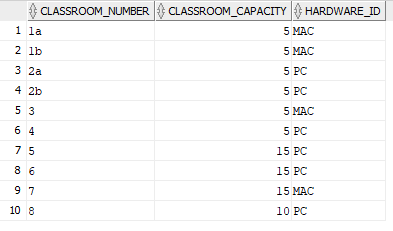 CLASSROOM_NUMBER CLASSROOM_CAPACITY HARDWARE_ID
1 1a 5 MAC
2 1b 5 MAC
3 2a 5 PC
4 2b 5 PC
5 3 5 MAC
6 4 5 PC
7 5 15 PC
8 6 15 PC
9 7 15 MAC
10 8 10 PC